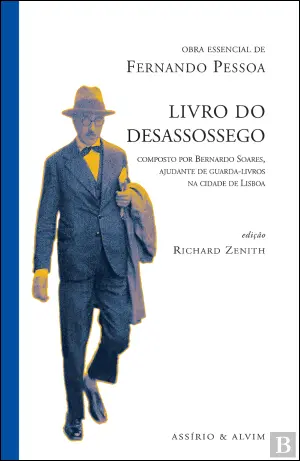 OBRA ESSENCIAL DE
FERNANDO PESSOA
LIVRO DO
DESASSOSSEGO
COMPOSTO POR BERNARDO SOARES,
AJUDANTE DE GUARDA-LIVROS
NA CIDADE DE LISBOA
edição
RICHARD ZENITH
ASSÍRIO & ALVIM
B